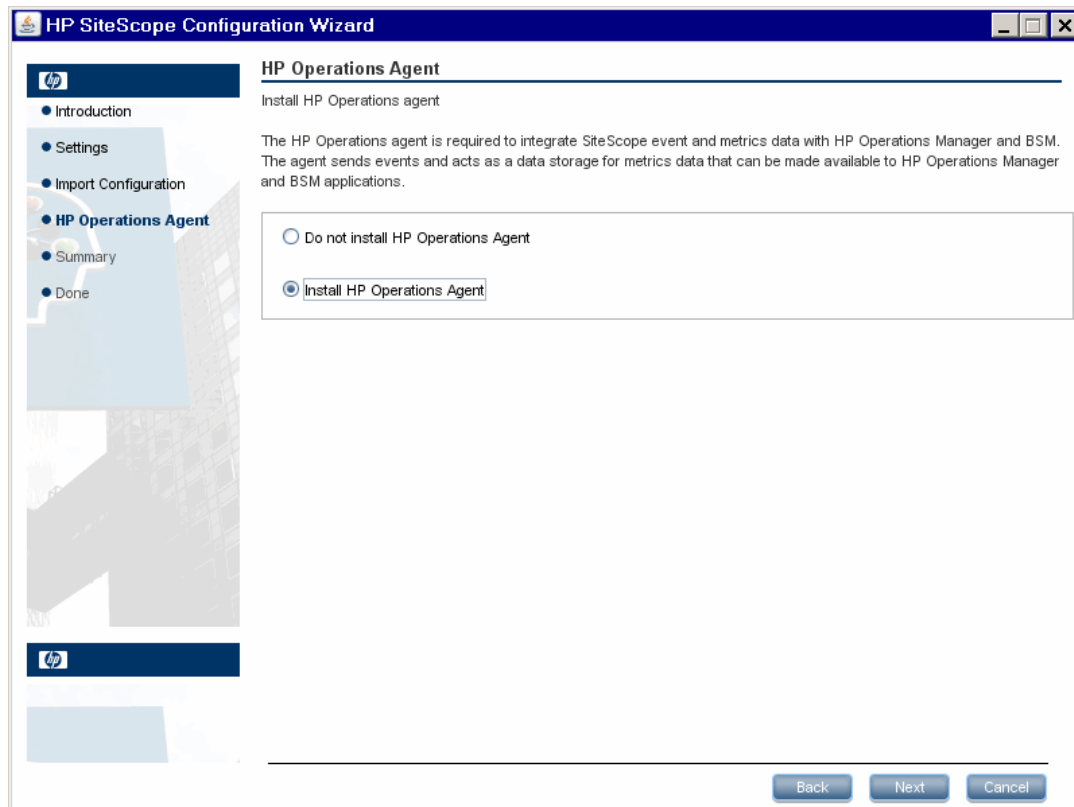 HP SiteScope Configuration Wizard
hp
Introduction
Settings
Import Configuration
HP Operations Agent
Summary
Done
hp
HP Operations Agent
Install HP Operations agent
The HP Operations agent is required to integrate SiteScope event and metrics data with HP Operations Manager and BSM.
The agent sends events and acts as a data storage for metrics data that can be made available to HP Operations Manager
and BSM applications.
Do not install HP Operations Agent
Install HP Operations Agent
Back Next Cancel